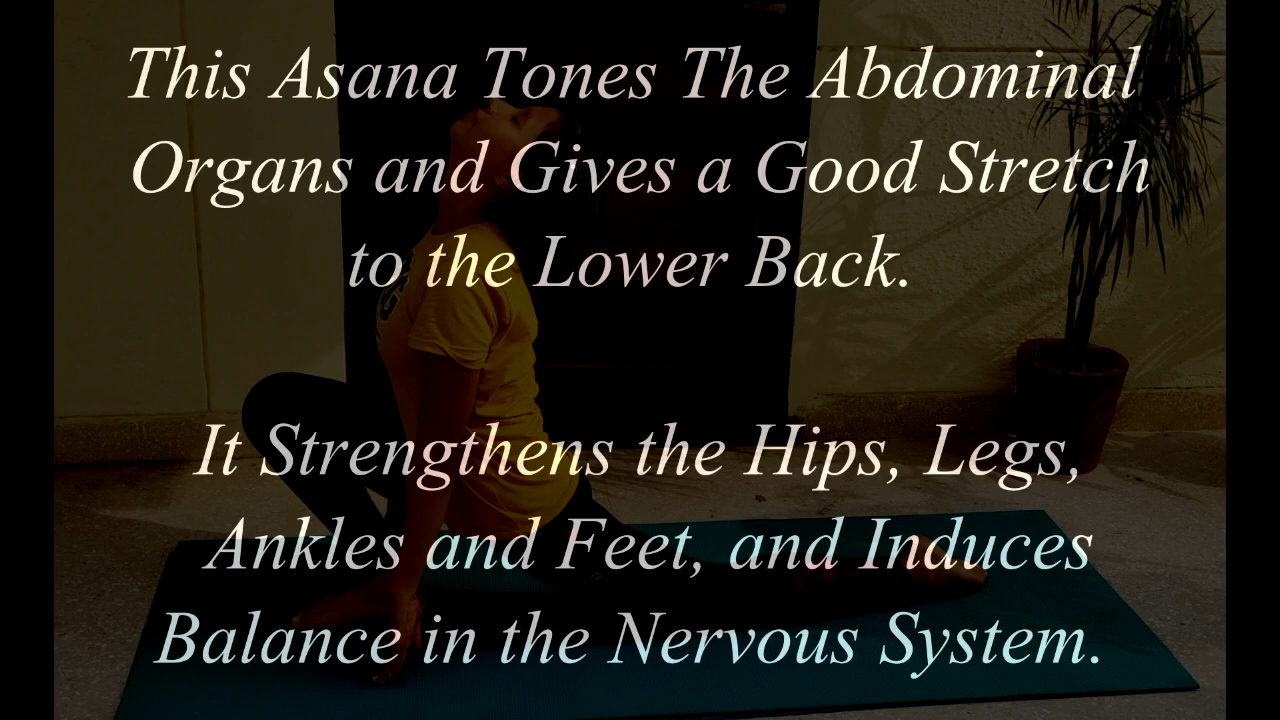 This Asana Tones The Abdominal
Organs and Gives a Good Stretch
to the Lower Back.
It Strengthens the Hips, Legs,
Ankles and Feet, and Induces
Balance in the Nervous System.